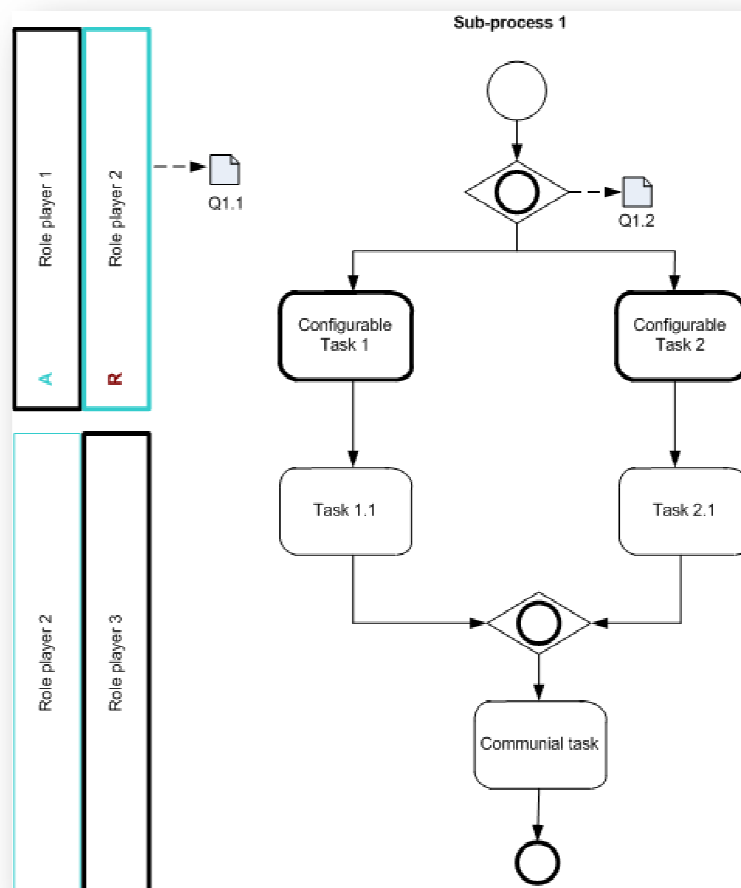 Sub-process 1
Role player 1
A
Role player 2
R
Q1.1
Q1.2
Configurable
Task 1
Configurable
Task 2
Task 1.1
Task 2.1
Role player 2
Role player 3
Communial task